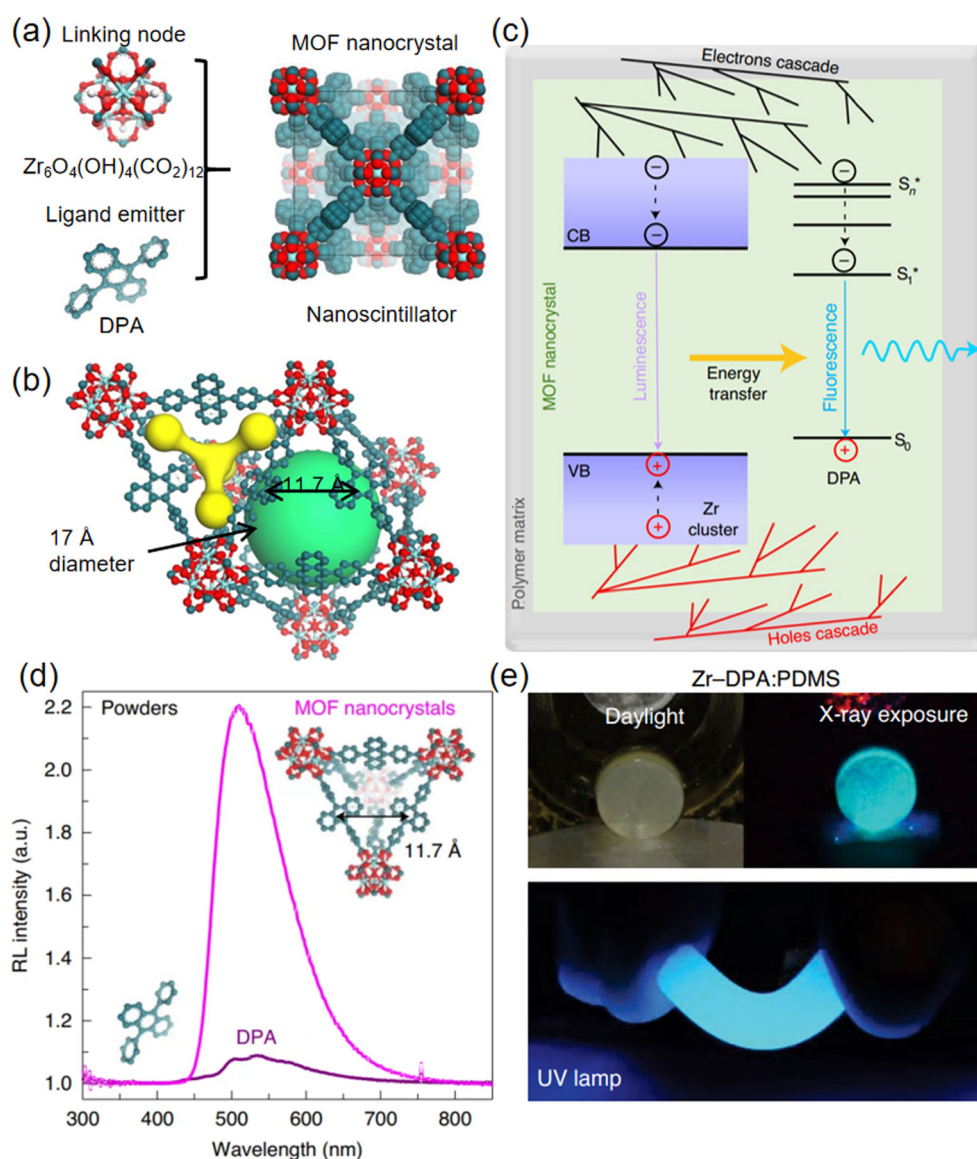 (a)
Linking node
Zr₆O₄(OH)₄(CO₂)₁₂
Ligand emitter
DPA
MOF nanocrystal
Nanoscintillator
(b)
11.7 Å
17 Å
diameter
(c)
Electrons cascade
CB
Sₙ*
S₁*
MOF nanocrystal
Luminescence
Energy
transfer
Fluorescence
VB
S₀
DPA
Zr
cluster
Polymer matrix
Holes cascade
(d)
Powders
MOF nanocrystals
11.7 Å
DPA
RL intensity (a.u.)
2.2
2.0
1.8
1.6
1.4
1.2
1.0
300 400 500 600 700 800
Wavelength (nm)
(e)
Zr–DPA:PDMS
Daylight
X-ray exposure
UV lamp